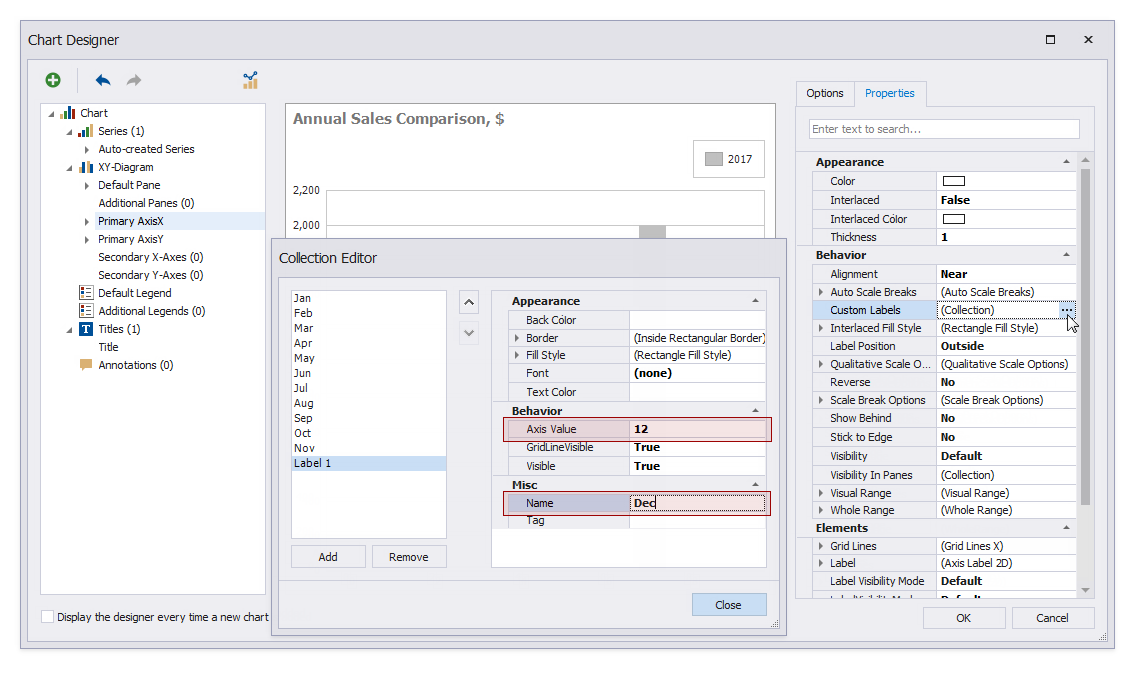 Chart Designer
Chart
Series (1)
Auto-created Series
XY-Diagram
Default Pane
Additional Panes (0)
Primary AxisX
Primary AxisY
Secondary X-Axes (0)
Secondary Y-Axes (0)
Default Legend
Additional Legends (0)
T Titles (1)
Title
Annotations (0)
Display the designer every time a new chart
Annual Sales Comparison, $
2017
2,200
2,000
Collection Editor
Jan
Feb
Mar
Apr
May
Jun
Jul
Aug
Sep
Oct
Nov
Label 1
Add
Remove
Appearance
Back Color
Border (Inside Rectangular Border)
Fill Style (Rectangle Fill Style)
Font (none)
Text Color
Behavior
Axis Value 12
GridLineVisible True
Visible True
Misc
Name Dec
Tag
Close
Options Properties
Enter text to search...
Appearance
Color
Interlaced False
Interlaced Color
Thickness 1
Behavior
Alignment Near
Auto Scale Breaks (Auto Scale Breaks)
Custom Labels (Collection) ...
Interlaced Fill Style (Rectangle Fill Style)
Label Position Outside
Qualitative Scale O... (Qualitative Scale Options)
Reverse No
Scale Break Options (Scale Break Options)
Show Behind No
Stick to Edge No
Visibility Default
Visibility In Panes (Collection)
Visual Range (Visual Range)
Whole Range (Whole Range)
Elements
Grid Lines (Grid Lines X)
Label (Axis Label 2D)
Label Visibility Mode Default
OK
Cancel